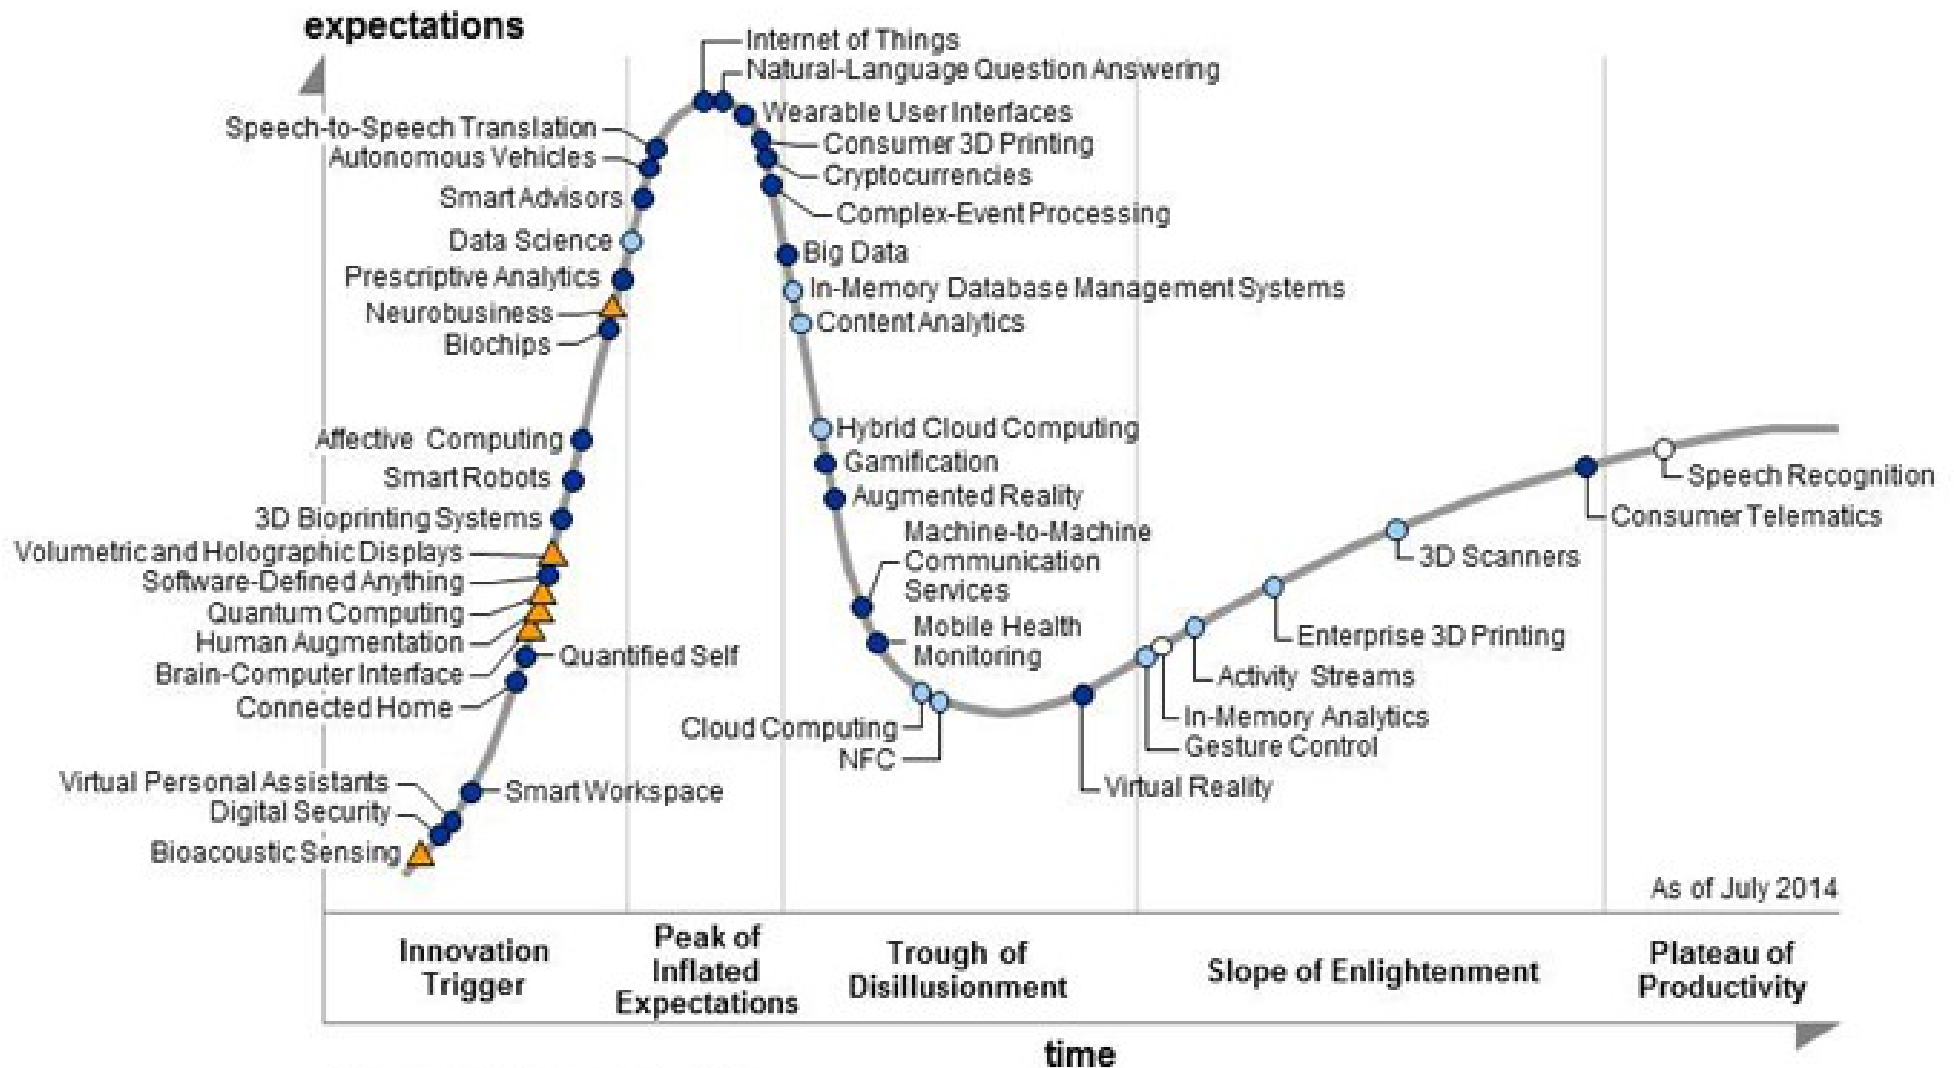 expectations
Internet of Things
Natural-Language Question Answering
Wearable User Interfaces
Consumer 3D Printing
Cryptocurrencies
Complex-Event Processing
Big Data
In-Memory Database Management Systems
Content Analytics
Speech-to-Speech Translation
Autonomous Vehicles
Smart Advisors
Data Science
Prescriptive Analytics
Neurobusiness
Biochips
Affective Computing
Smart Robots
3D Bioprinting Systems
Volumetric and Holographic Displays
Software-Defined Anything
Quantum Computing
Human Augmentation
Brain-Computer Interface
Connected Home
Quantified Self
Virtual Personal Assistants
Digital Security
Bioacoustic Sensing
Smart Workspace
Hybrid Cloud Computing
Gamification
Augmented Reality
Machine-to-Machine
Communication
Services
Mobile Health
Monitoring
Cloud Computing
NFC
Virtual Reality
Gesture Control
In-Memory Analytics
Activity Streams
Enterprise 3D Printing
3D Scanners
Consumer Telematics
Speech Recognition
As of July 2014
Innovation
Trigger
Peak of
Inflated
Expectations
Trough of
Disillusionment
Slope of Enlightenment
Plateau of
Productivity
time